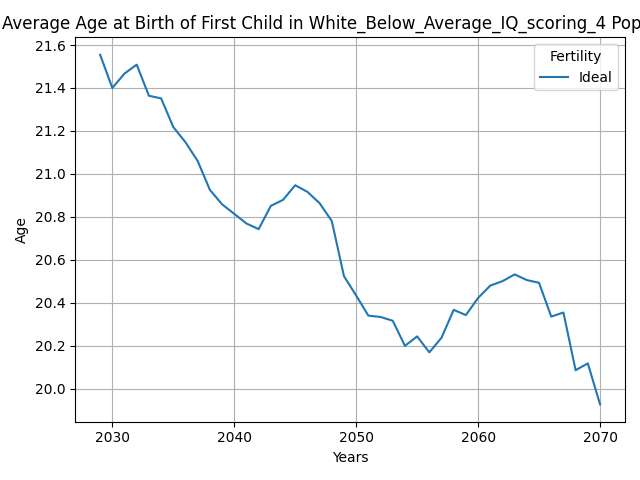 Average Age at Birth of First Child in White_Below_Average_IQ_scoring_4 Pop
21.6
21.4
21.2
21.0
20.8
20.6
20.4
20.2
20.0
Age
Fertility
Ideal
2030 2040 2050 2060 2070
Years